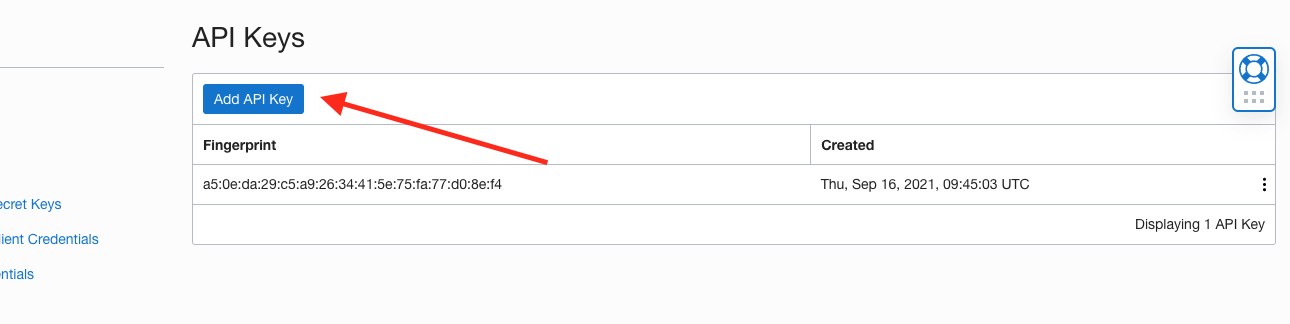 API Keys
Add API Key
Fingerprint Created
a5:0e:da:29:c5:a9:26:34:41:5e:75:fa:77:d0:8e:f4 Thu, Sep 16, 2021, 09:45:03 UTC
Displaying 1 API Key
ecret Keys
lient Credentials
entials